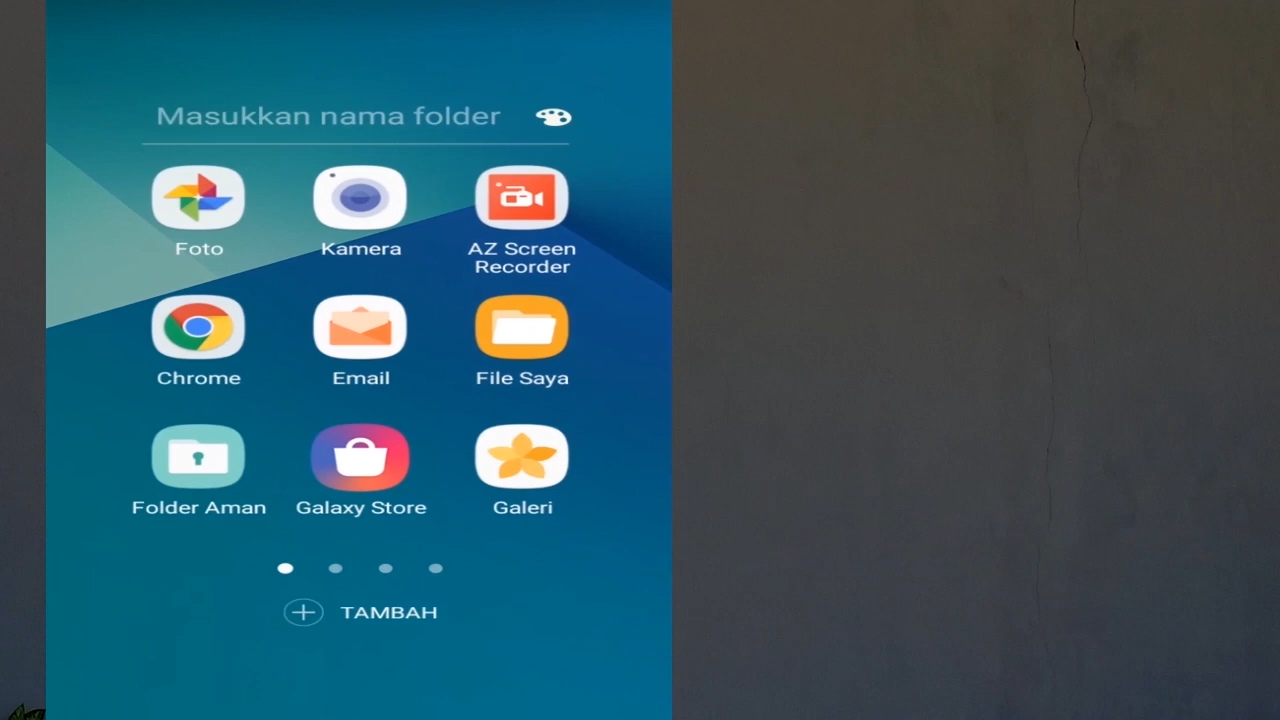 Masukkan nama folder
Foto
Kamera
AZ Screen
Recorder
Chrome
Email
File Saya
Folder Aman
Galaxy Store
Galeri
TAMBAH